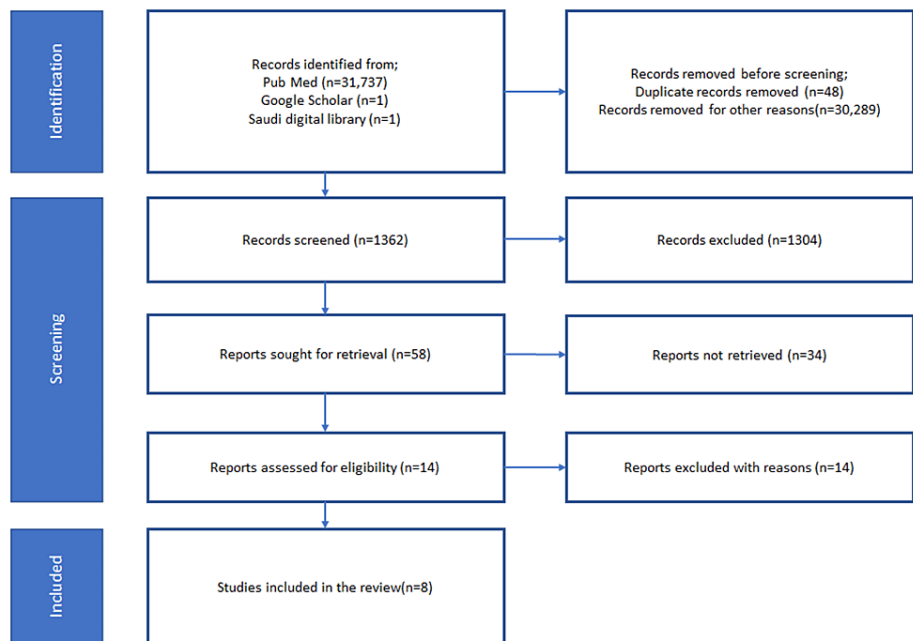 Identification
Records identified from;
Pub Med (n=31,737)
Google Scholar (n=1)
Saudi digital library (n=1)
Records removed before screening;
Duplicate records removed (n=48)
Records removed for other reasons(n=30,289)
Screening
Records screened (n=1362)
Records excluded (n=1304)
Reports sought for retrieval (n=58)
Reports not retrieved (n=34)
Reports assessed for eligibility (n=14)
Reports excluded with reasons (n=14)
Included
Studies included in the review(n=8)